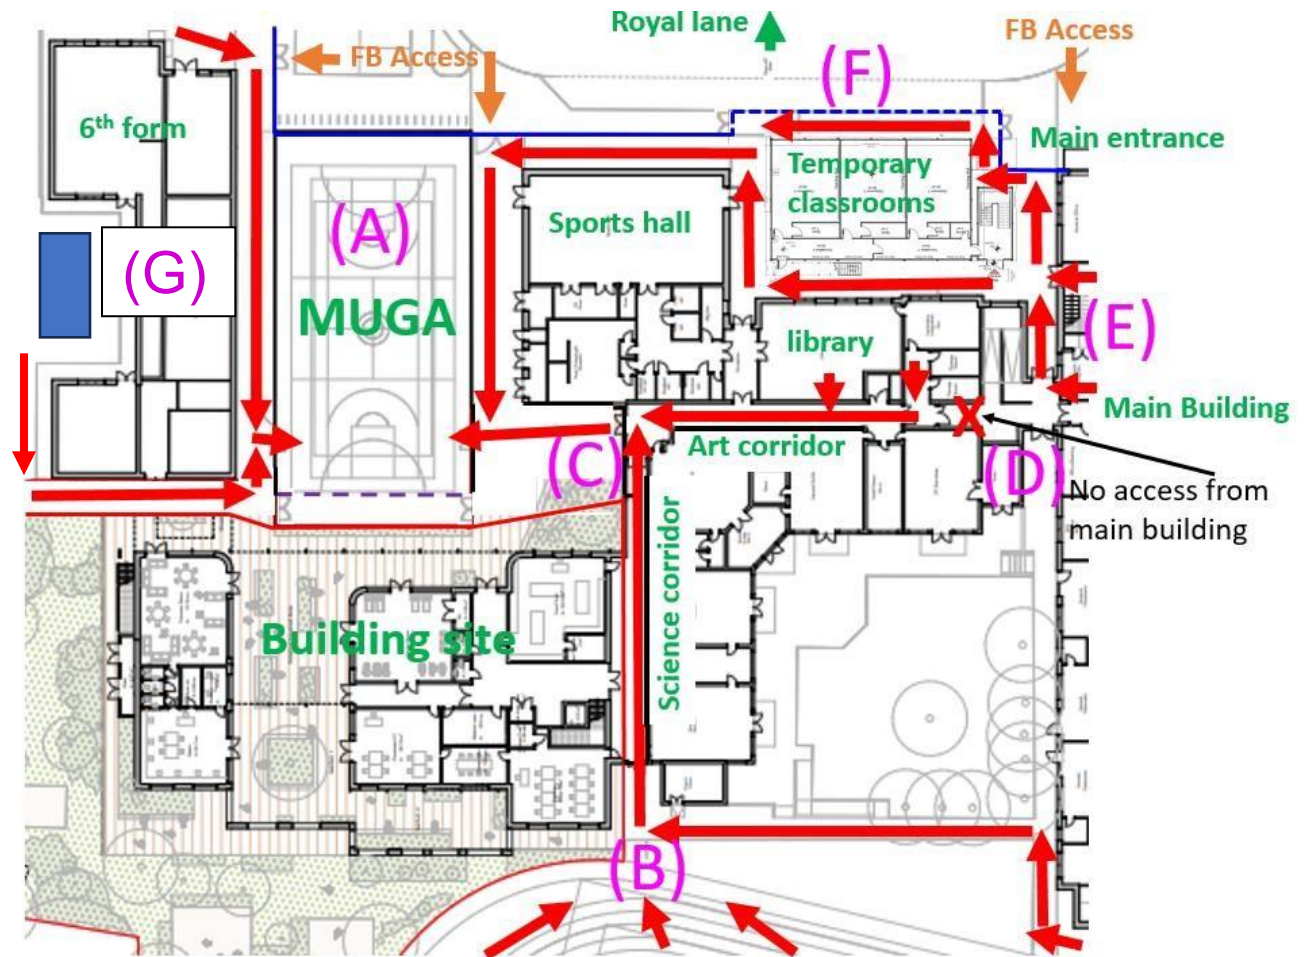 Royal lane
FB Access
FB Access
(F)
6th form
Main entrance
Temporary
classrooms
(A)
Sports hall
(G)
MUGA
library
(E)
Main Building
Art corridor
(C)
(D)
No access from
main building
Science corridor
Building site
(B)
X